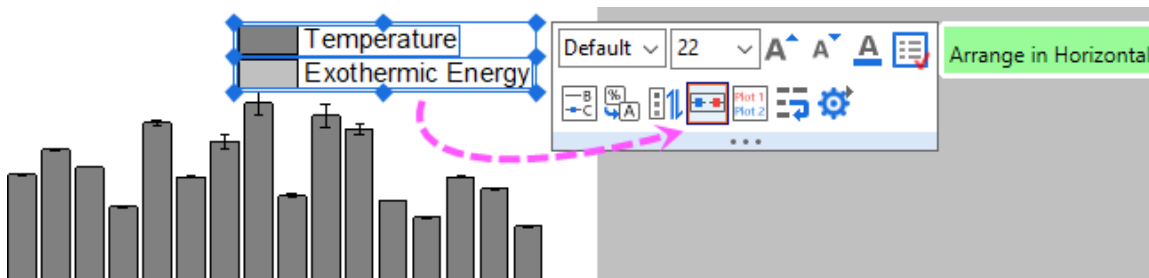 Temperature
Exothermic Energy
Default 22 A A A
B
C
%
A
Plot 1
Plot 2
Arrange in Horizontal